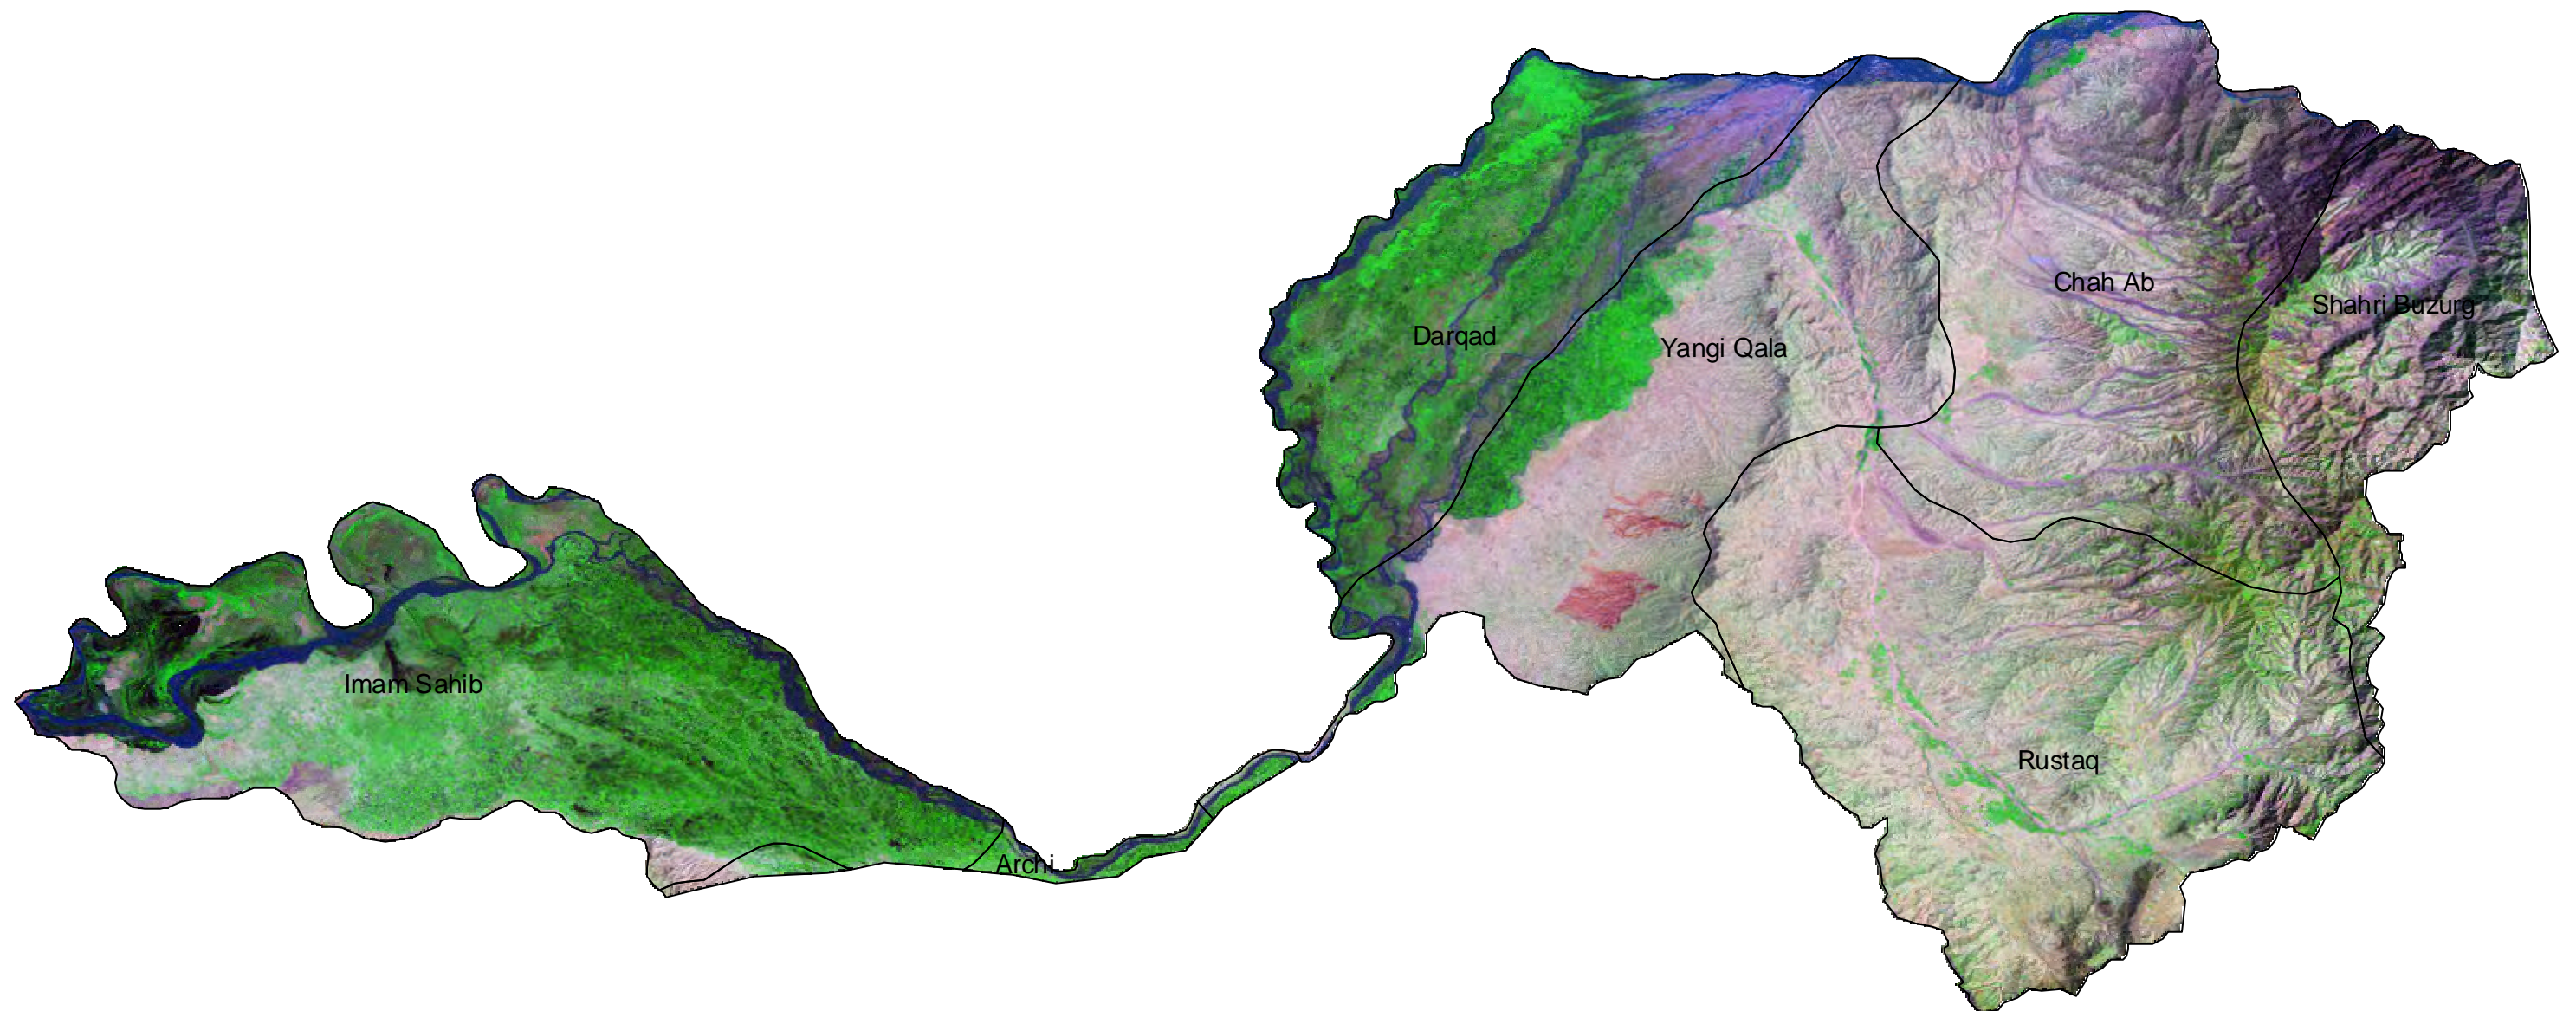 Chah Ab
Shahri Buzurg
Darqad
Yangi Qala
Imam Sahib
Rustaq
Archi